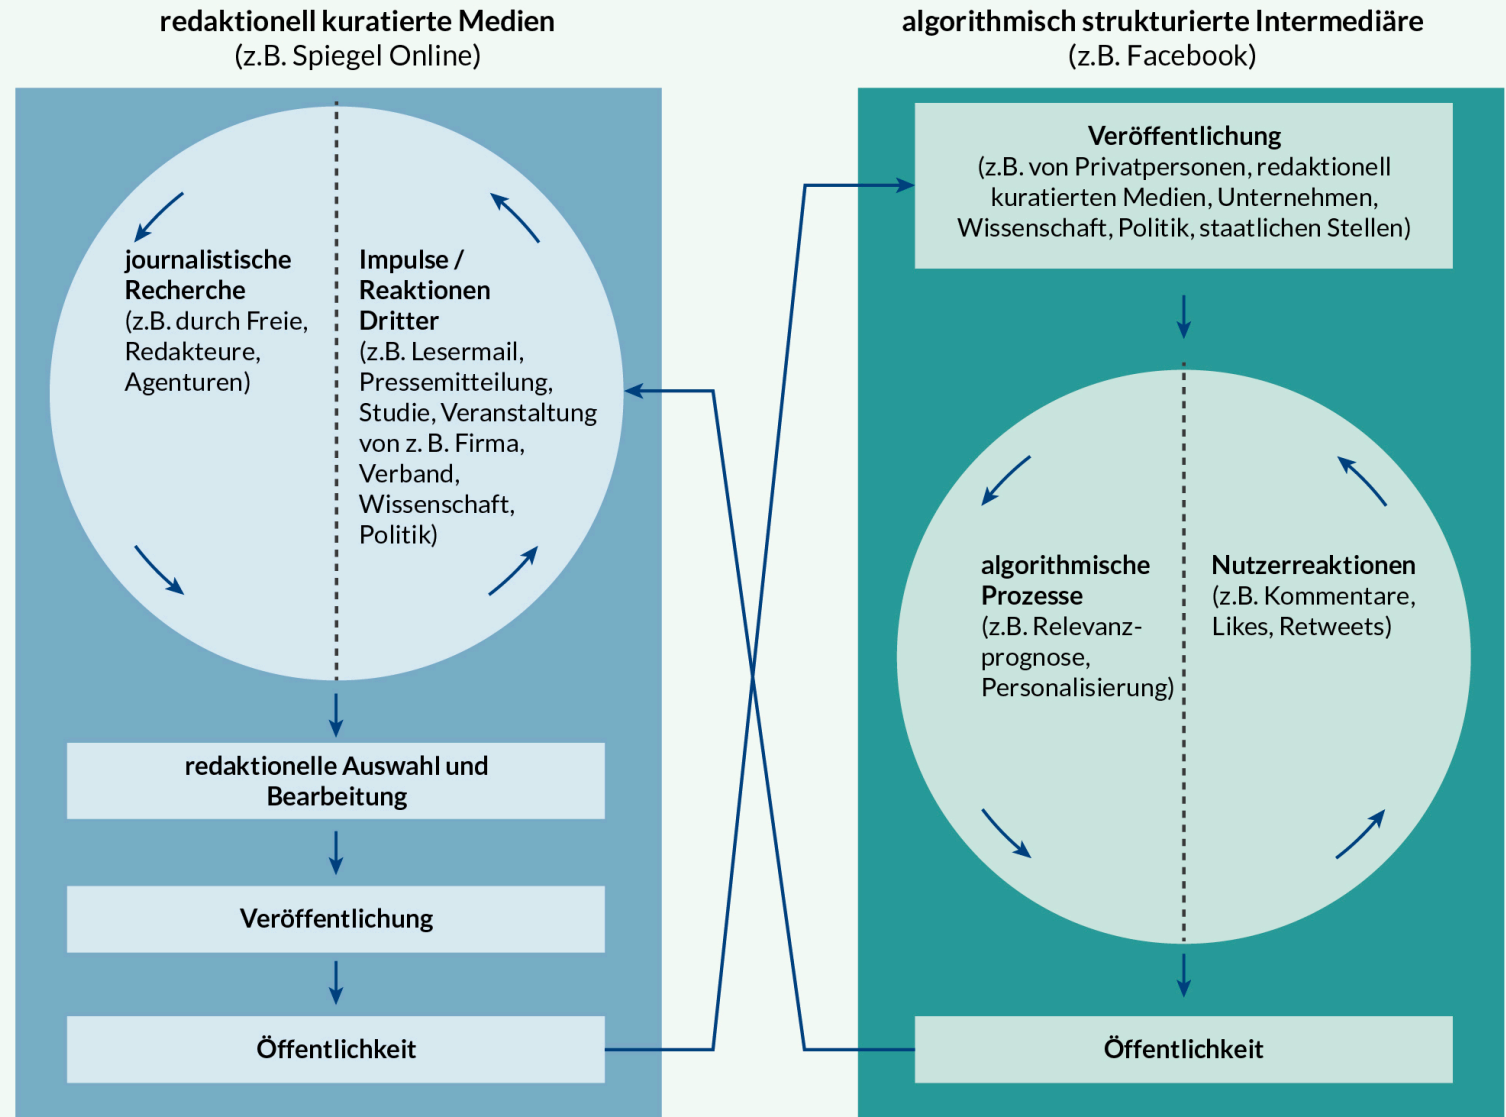 redaktionell kuratierte Medien
(z.B. Spiegel Online)
journalistische
Recherche
(z.B. durch Freie,
Redakteure,
Agenturen)
Impulse /
Reaktionen
Dritter
(z.B. Lesermail,
Pressemitteilung,
Studie, Veranstaltung
von z. B. Firma,
Verband,
Wissenschaft,
Politik)
redaktionelle Auswahl und
Bearbeitung
Veröffentlichung
Öffentlichkeit
algorithmisch strukturierte Intermediäre
(z.B. Facebook)
Veröffentlichung
(z.B. von Privatpersonen, redaktionell
kuratierten Medien, Unternehmen,
Wissenschaft, Politik, staatlichen Stellen)
algorithmische
Prozesse
(z.B. Relevanz-
prognose,
Personalisierung)
Nutzerreaktionen
(z.B. Kommentare,
Likes, Retweets)
Öffentlichkeit